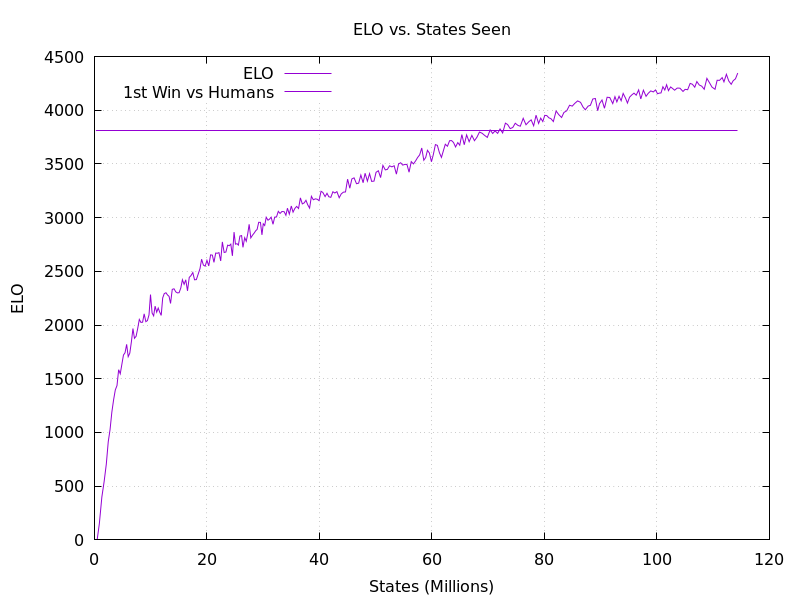 ELO vs. States Seen
ELO
1st Win vs Humans
4500
4000
3500
3000
2500
2000
1500
1000
500
0
ELO
0 20 40 60 80 100 120
States (Millions)